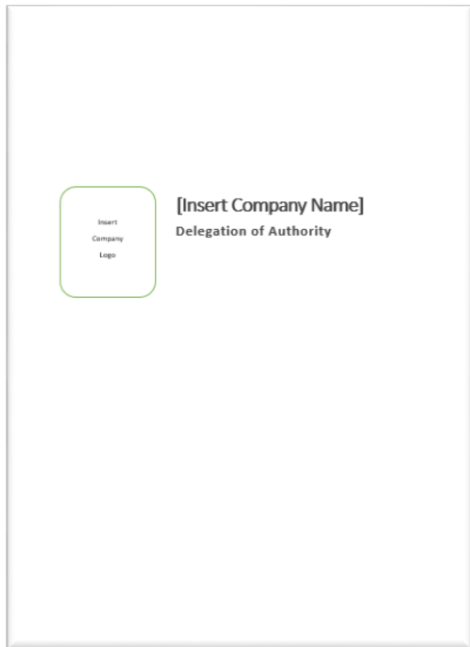 Insert
Company
Logo
[Insert Company Name]
Delegation of Authority